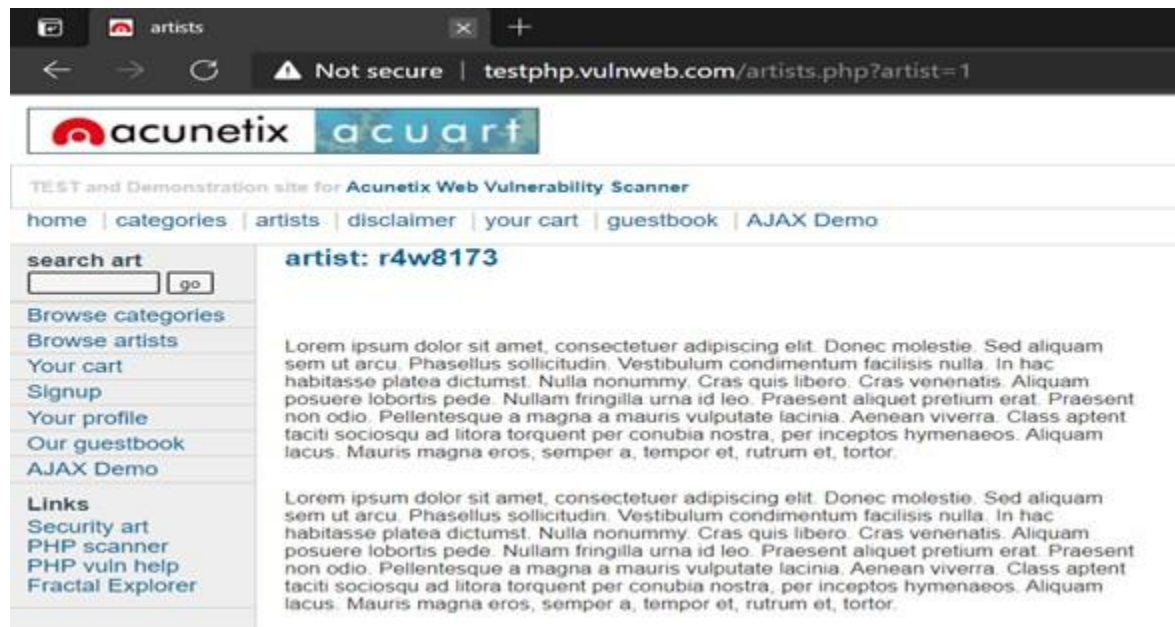 artists
Not secure | testphp.vulnweb.com/artists.php?artist=1
acunetix acuart
TEST and Demonstration site for Acunetix Web Vulnerability Scanner
home | categories | artists | disclaimer | your cart | guestbook | AJAX Demo
search art
go
Browse categories
Browse artists
Your cart
Signup
Your profile
Our guestbook
AJAX Demo
Links
Security art
PHP scanner
PHP vuln help
Fractal Explorer
artist: r4w8173
Lorem ipsum dolor sit amet, consectetuer adipiscing elit. Donec molestie. Sed aliquam
sem ut arcu. Phasellus sollicitudin. Vestibulum condimentum facilisis nulla. In hac
habitasse platea dictumst. Nulla nonummy. Cras quis libero. Cras venenatis. Aliquam
posuere lobortis pede. Nullam fringilla urna id leo. Praesent aliquet pretium erat. Praesent
non odio. Pellentesque a magna a mauris vulputate lacinia. Aenean viverra. Class aptent
taciti sociosqu ad litora torquent per conubia nostra, per inceptos hymenaeos. Aliquam
lacus. Mauris magna eros, semper a, tempor et, rutrum et, tortor.
Lorem ipsum dolor sit amet, consectetuer adipiscing elit. Donec molestie. Sed aliquam
sem ut arcu. Phasellus sollicitudin. Vestibulum condimentum facilisis nulla. In hac
habitasse platea dictumst. Nulla nonummy. Cras quis libero. Cras venenatis. Aliquam
posuere lobortis pede. Nullam fringilla urna id leo. Praesent aliquet pretium erat. Praesent
non odio. Pellentesque a magna a mauris vulputate lacinia. Aenean viverra. Class aptent
taciti sociosqu ad litora torquent per conubia nostra, per inceptos hymenaeos. Aliquam
lacus. Mauris magna eros, semper a, tempor et, rutrum et, tortor.